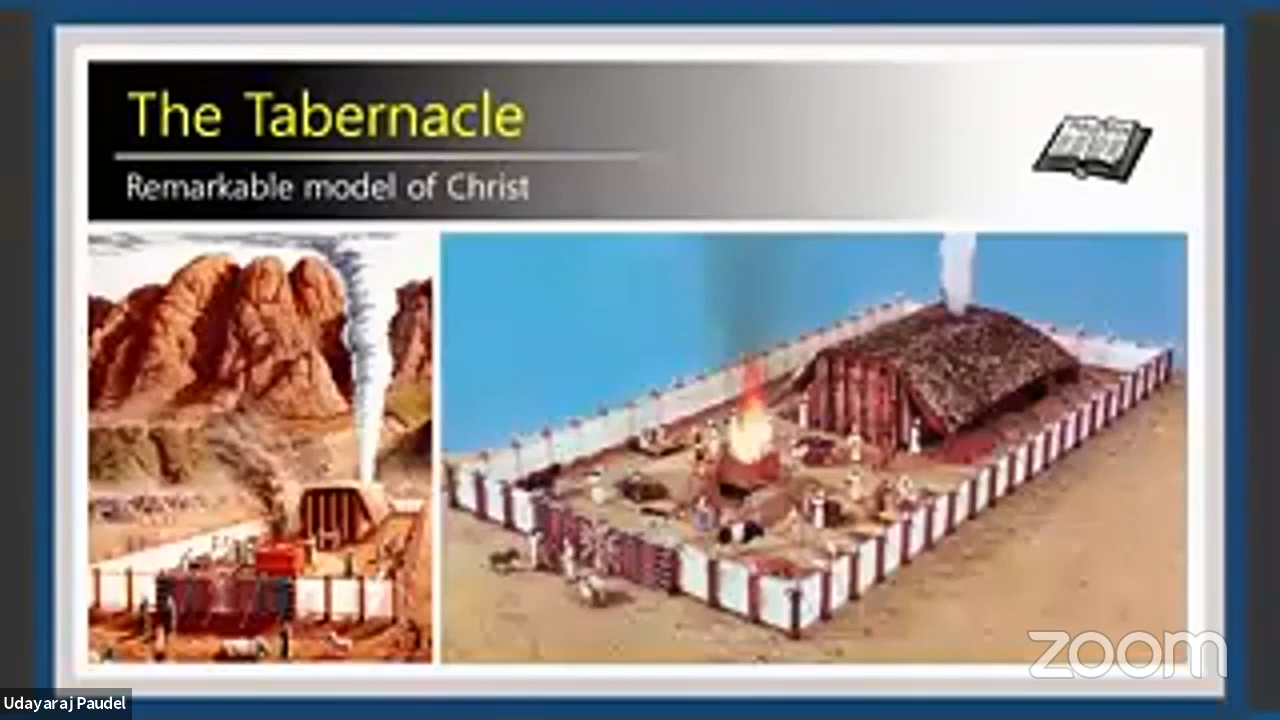 The Tabernacle
Remarkable model of Christ
zoom
Udayaraj Paudel